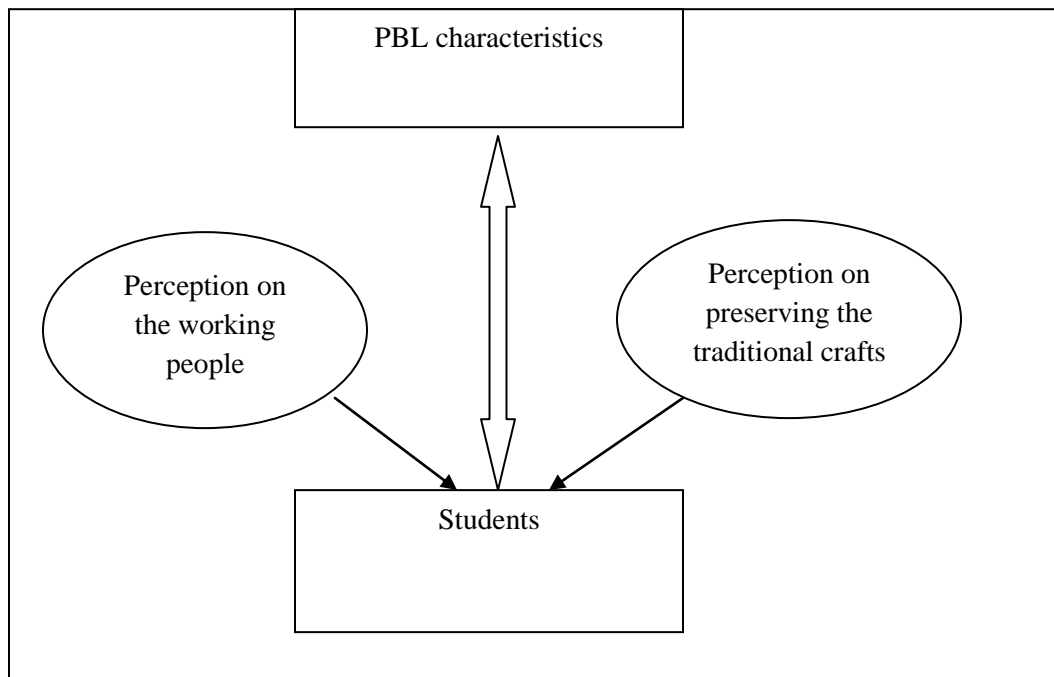 PBL characteristics
Perception on
the working
people
Perception on
preserving the
traditional crafts
Students